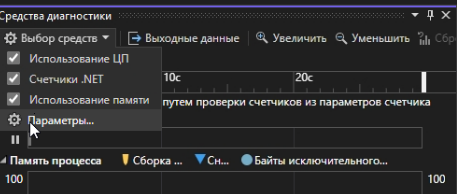 Средства диагностики
Выбор средств Выходные данные Увеличить Уменьшить Сбр
Использование ЦП
Счетчики .NET
10с 20с
Использование памяти путем проверки счетчиков из параметров счетчика
Параметры...
Память процесса Сборка ... Сн... Байты исключительного...
100 100